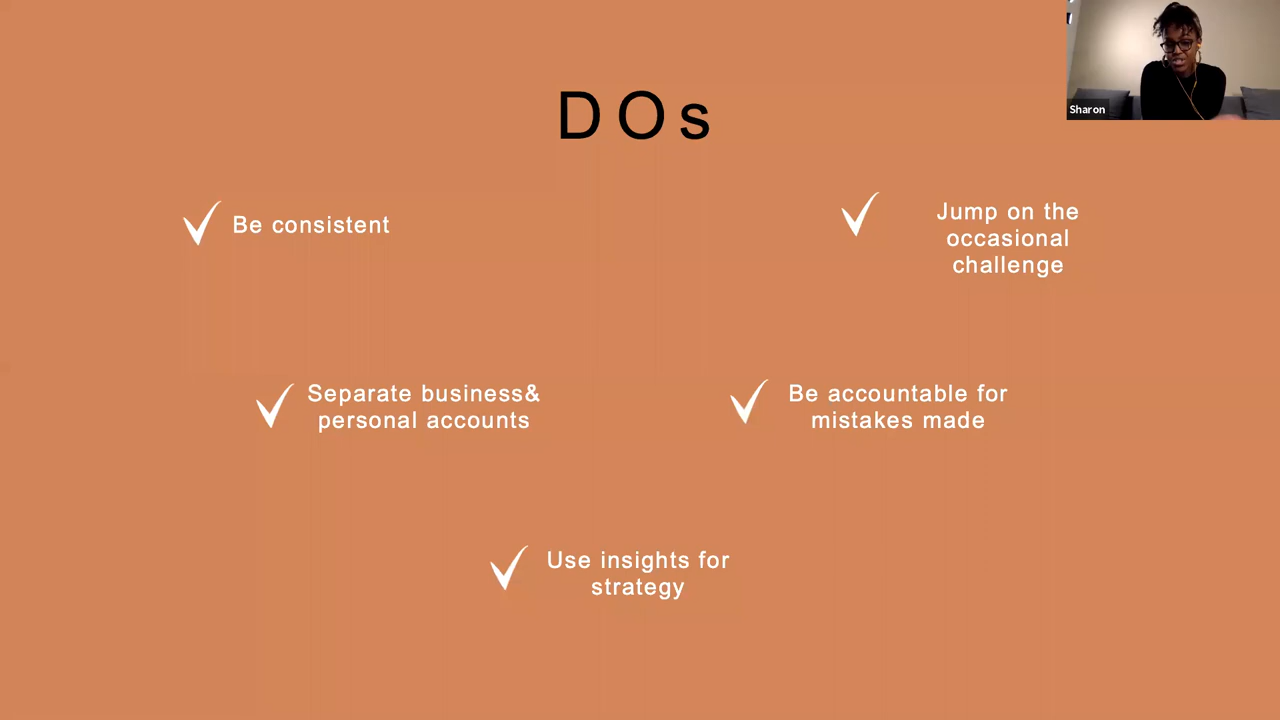 DOs
Sharon
Be consistent
Jump on the
occasional
challenge
Separate business&
personal accounts
Be accountable for
mistakes made
Use insights for
strategy